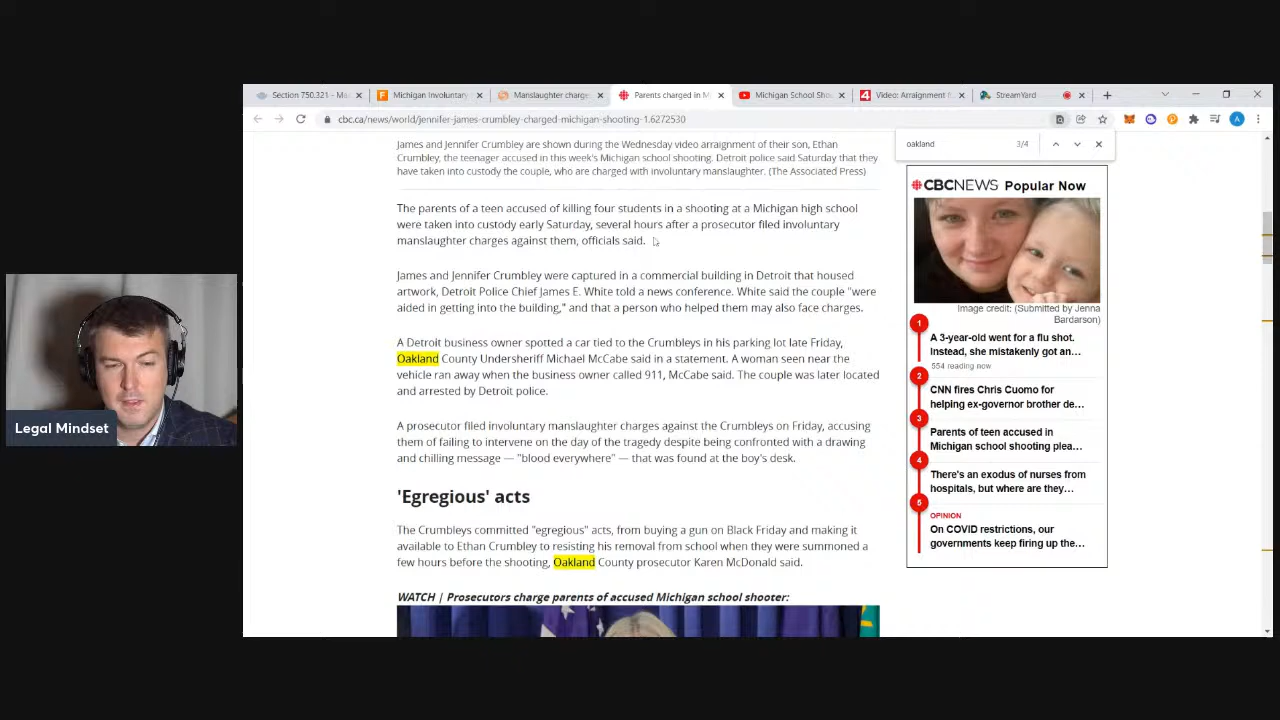 Section 750.321 - Ma
Michigan Involuntary
Manslaughter charge
Parents charged in M
Michigan School Sho
Video: Arraignment f
StreamYard
cbc.ca/news/world/jennifer-james-crumbley-charged-michigan-shooting-1.6272530
oakland 3/4
James and Jennifer Crumbley are shown during the Wednesday video arraignment of their son, Ethan
Crumbley, the teenager accused in this week's Michigan school shooting. Detroit police said Saturday that they
have taken into custody the couple, who are charged with involuntary manslaughter. (The Associated Press)
The parents of a teen accused of killing four students in a shooting at a Michigan high school
were taken into custody early Saturday, several hours after a prosecutor filed involuntary
manslaughter charges against them, officials said.
James and Jennifer Crumbley were captured in a commercial building in Detroit that housed
artwork, Detroit Police Chief James E. White told a news conference. White said the couple "were
aided in getting into the building," and that a person who helped them may also face charges.
A Detroit business owner spotted a car tied to the Crumbleys in his parking lot late Friday,
Oakland County Undersheriff Michael McCabe said in a statement. A woman seen near the
vehicle ran away when the business owner called 911, McCabe said. The couple was later located
and arrested by Detroit police.
A prosecutor filed involuntary manslaughter charges against the Crumbleys on Friday, accusing
them of failing to intervene on the day of the tragedy despite being confronted with a drawing
and chilling message — "blood everywhere" — that was found at the boy's desk.
'Egregious' acts
The Crumbleys committed "egregious" acts, from buying a gun on Black Friday and making it
available to Ethan Crumbley to resisting his removal from school when they were summoned a
few hours before the shooting, Oakland County prosecutor Karen McDonald said.
WATCH | Prosecutors charge parents of accused Michigan school shooter:
CBCNEWS Popular Now
Image credit: (Submitted by Jenna
Bardarson)
1
A 3-year-old went for a flu shot.
Instead, she mistakenly got an...
554 reading now
2
CNN fires Chris Cuomo for
helping ex-governor brother de...
3
Parents of teen accused in
Michigan school shooting plea...
4
There's an exodus of nurses from
hospitals, but where are they...
5
OPINION
On COVID restrictions, our
governments keep firing up the...
Legal Mindset